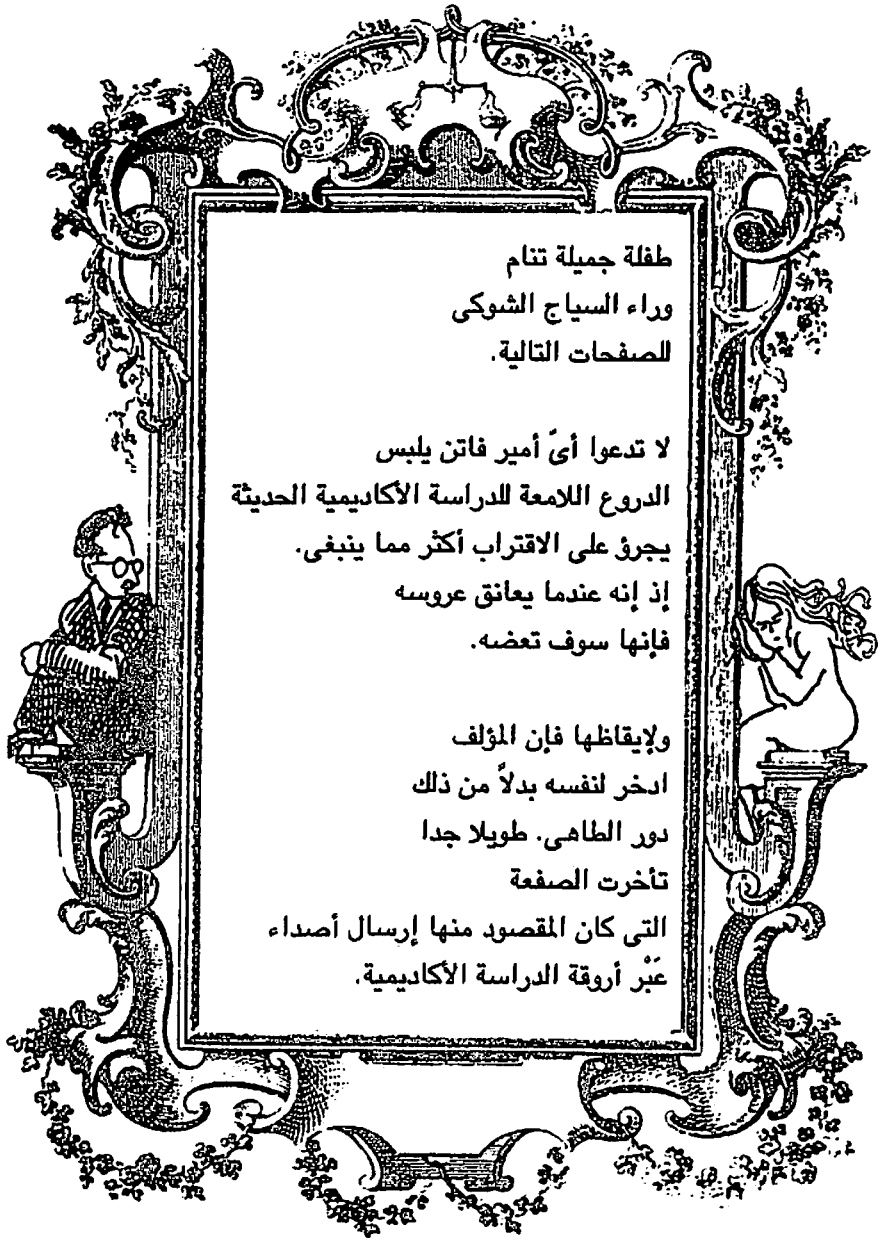 طفلة جميلة تنام
وراء السياج الشوكى
للصفحات التالية.
لا تدعوا أىّ أمير فاتن يلبس
الدروع اللامعة للدراسة الأكاديمية الحديثة
يجرؤ على الاقتراب أكثر مما ينبغى.
إذ إنه عندما يعانق عروسه
فإنها سوف تعضه.
ولإيقاظها فإن المؤلف
ادخر لنفسه بدلاً من ذلك
دور الطاهى. طويلا جدا
تأخرت الصفعة
التى كان المقصود منها إرسال أصداء
عَبْر أروقة الدراسة الأكاديمية.